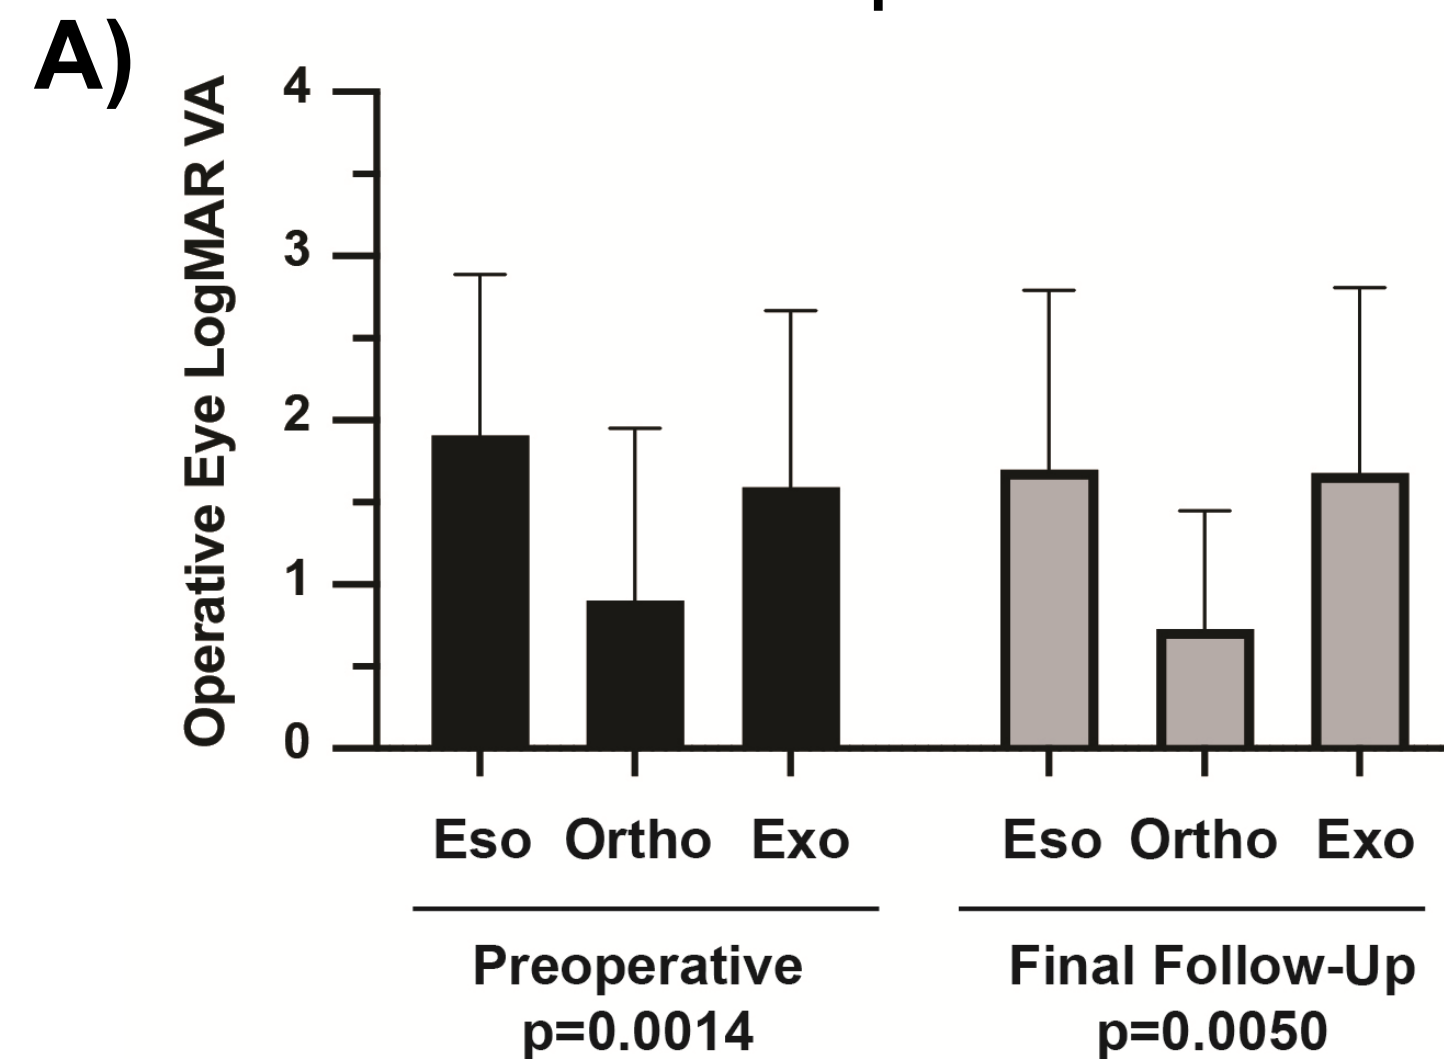 A)
Operative Eye LogMAR VA
4
3
2
1
0
Eso Ortho Exo Eso Ortho Exo
Preoperative Final Follow-Up
p=0.0014 p=0.0050